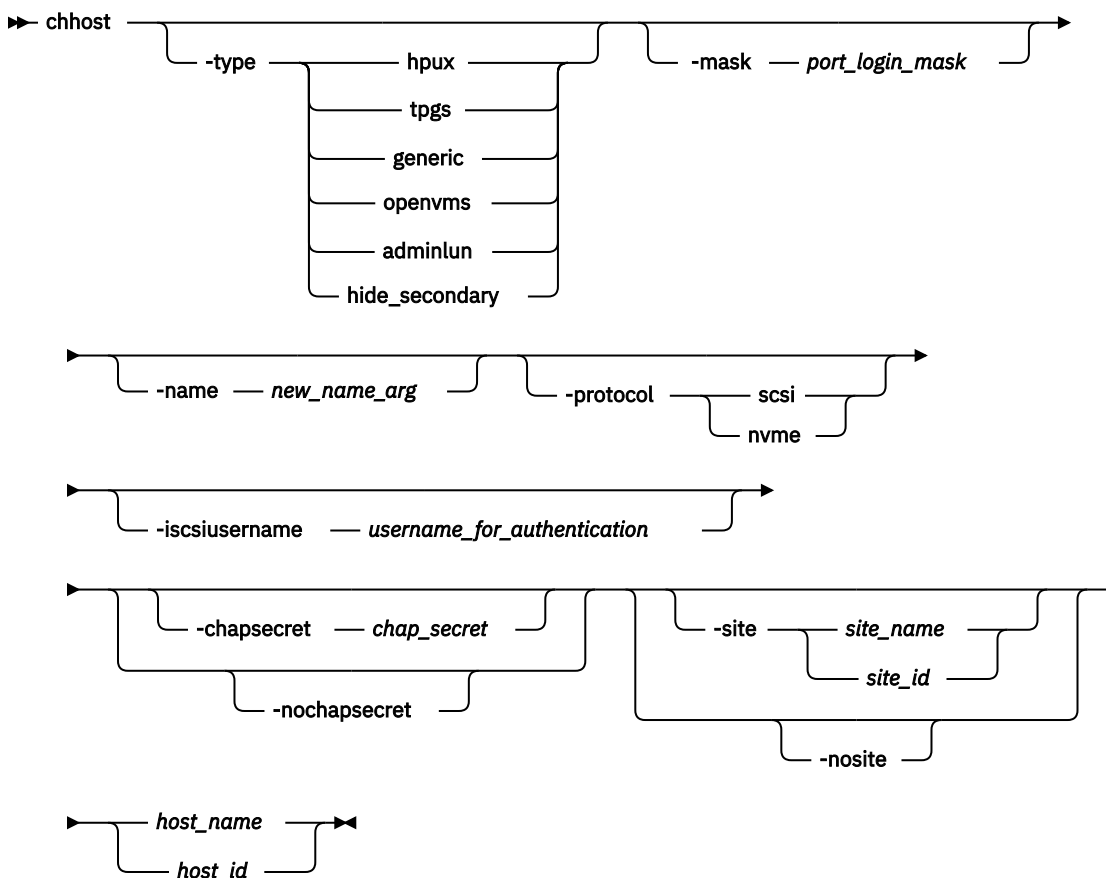 chhost
-type hpux -mask port_login_mask
tpgs
generic
openvms
adminlun
hide_secondary
-name new_name_arg -protocol scsi
nvme
-iscsiusername username_for_authentication
-chapsecret chap_secret -site site_name
site_id
-nochapsecret
-nosite
host_name
host_id